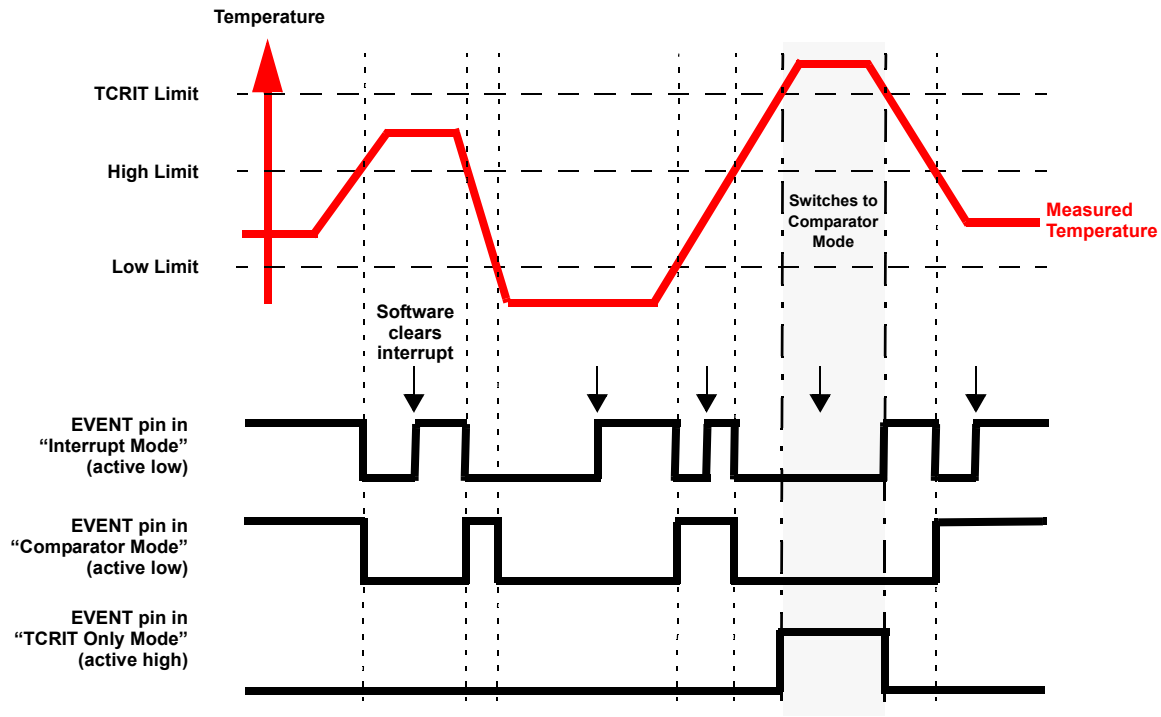 Temperature
TCRIT Limit
High Limit
Low Limit
Switches to
Comparator
Mode
Measured
Temperature
Software
clears
interrupt
EVENT pin in
“Interrupt Mode”
(active low)
EVENT pin in
“Comparator Mode”
(active low)
EVENT pin in
“TCRIT Only Mode”
(active high)